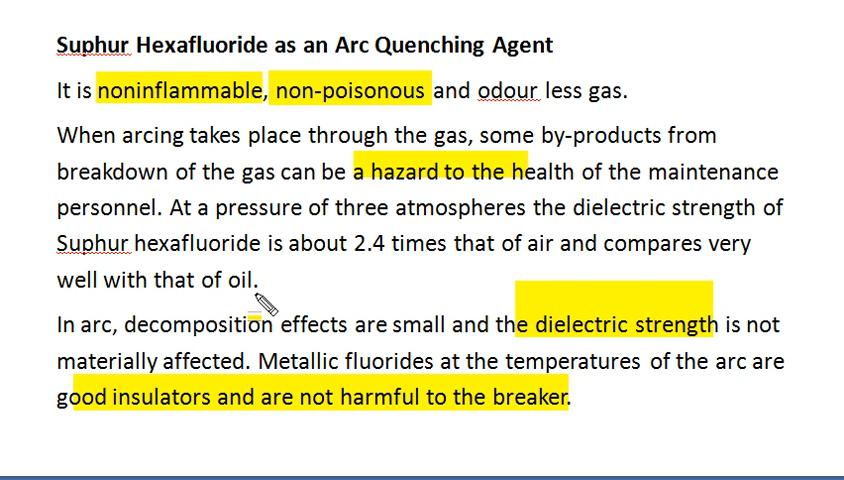 Suphur Hexafluoride as an Arc Quenching Agent
It is noninflammable, non-poisonous and odour less gas.
When arcing takes place through the gas, some by-products from
breakdown of the gas can be a hazard to the health of the maintenance
personnel. At a pressure of three atmospheres the dielectric strength of
Suphur hexafluoride is about 2.4 times that of air and compares very
well with that of oil.
In arc, decomposition effects are small and the dielectric strength is not
materially affected. Metallic fluorides at the temperatures of the arc are
good insulators and are not harmful to the breaker.